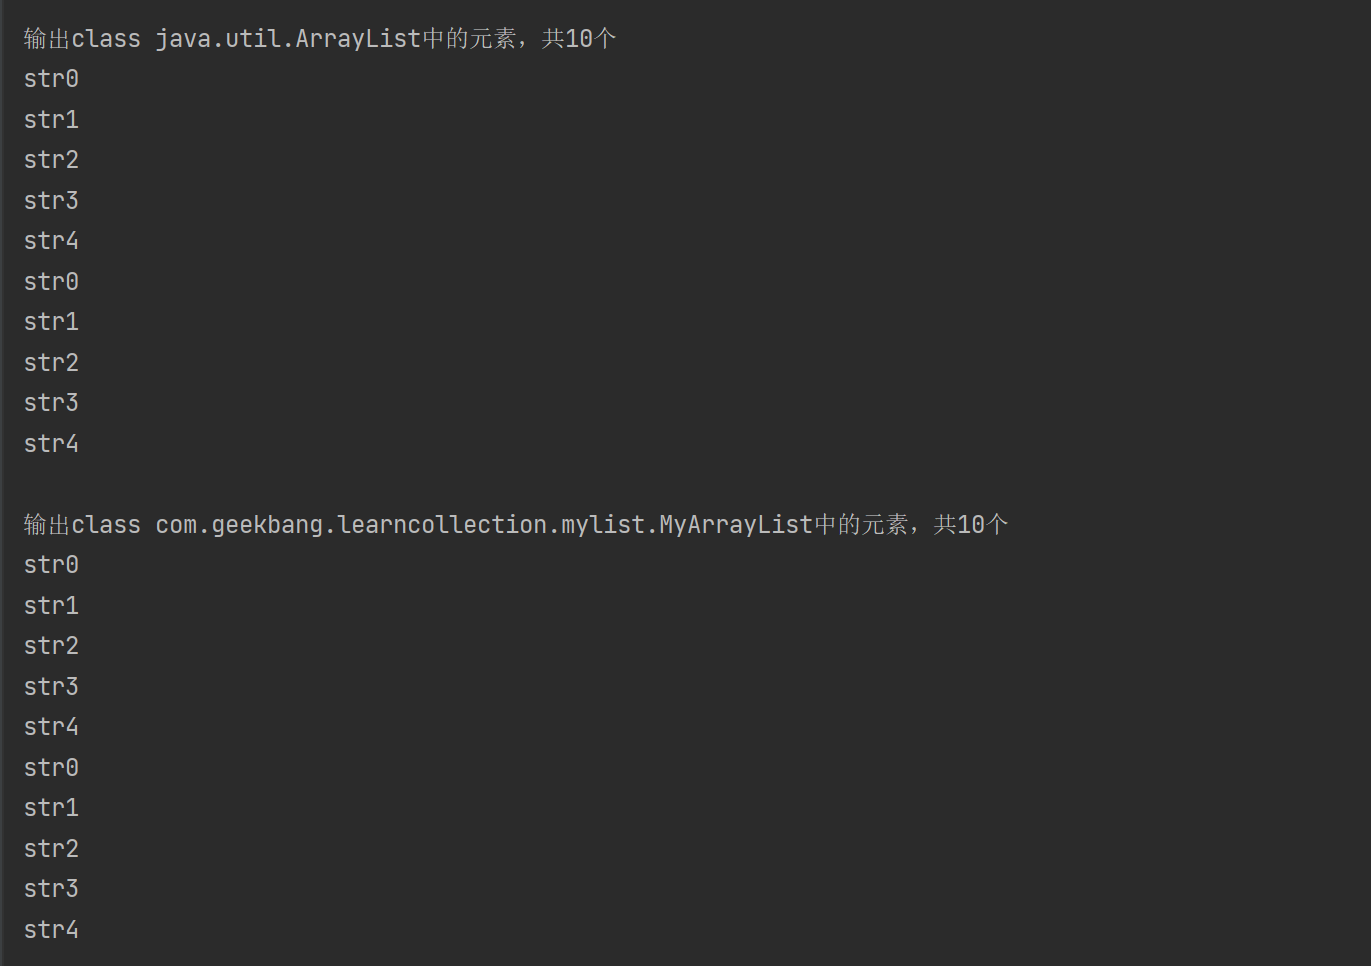 输出class java.util.ArrayList中的元素，共10个
str0
str1
str2
str3
str4
str0
str1
str2
str3
str4
输出class com.geekbang.learncollection.mylist.MyArrayList中的元素，共10个
str0
str1
str2
str3
str4
str0
str1
str2
str3
str4